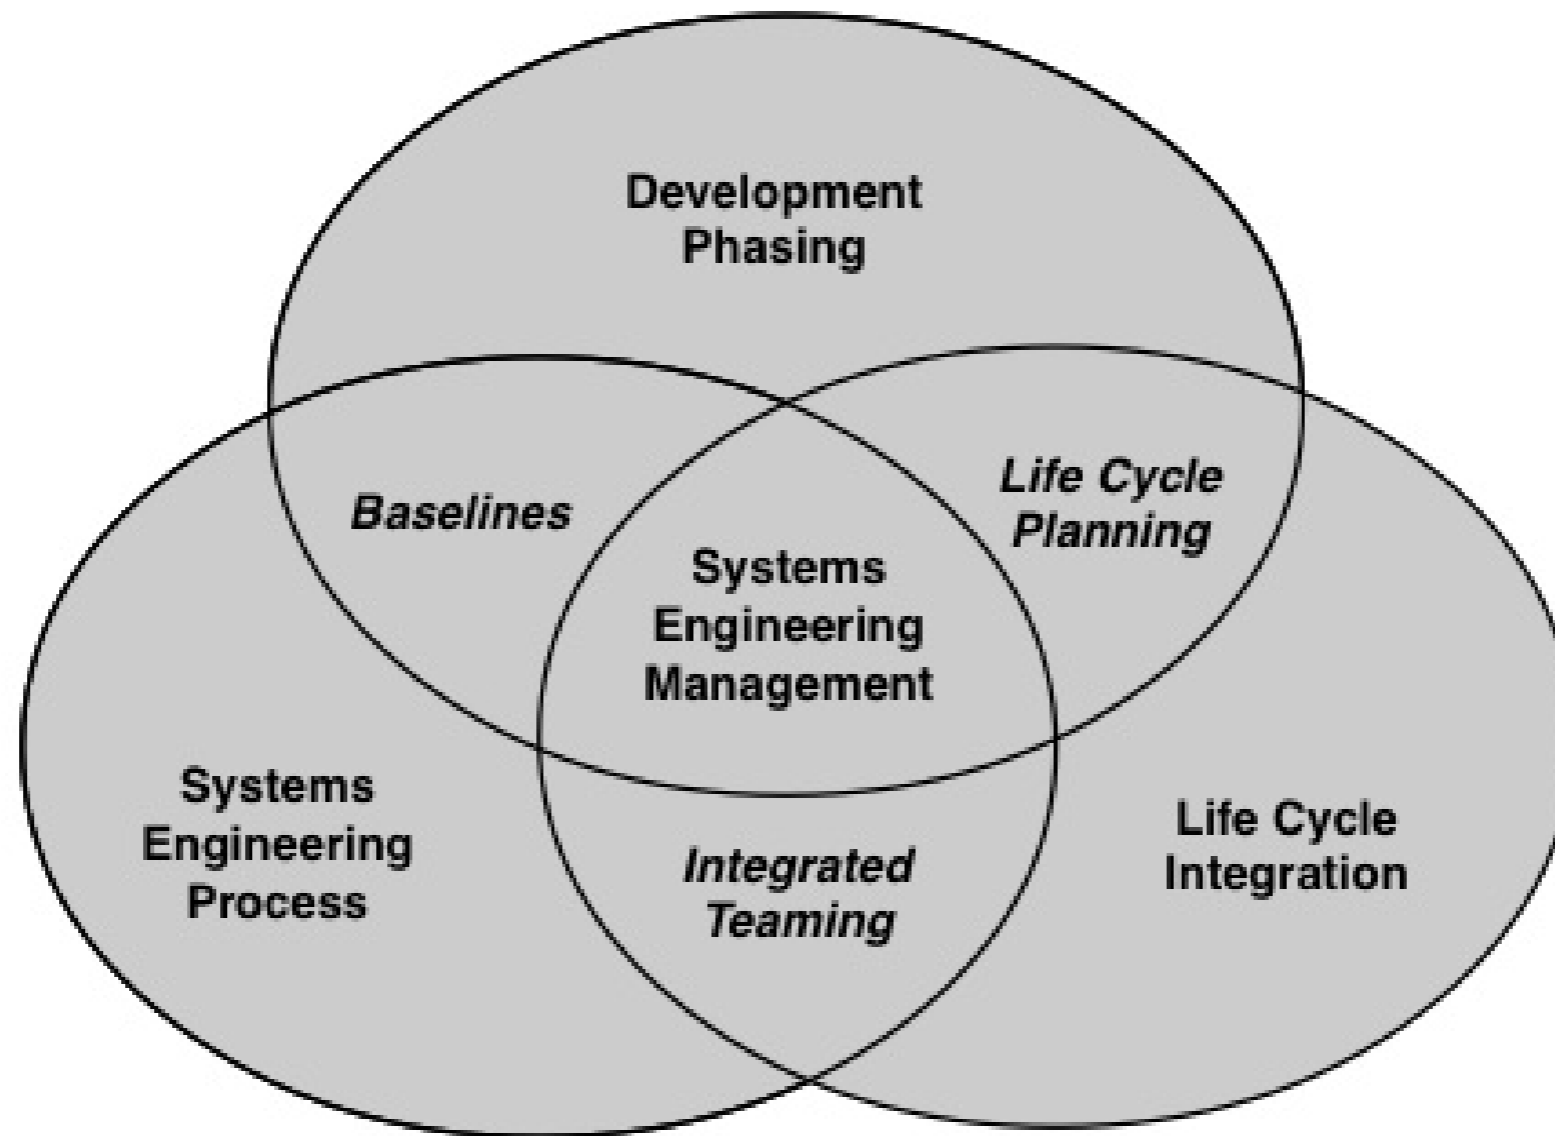 Development
Phasing
Baselines
Life Cycle
Planning
Systems
Engineering
Management
Systems
Engineering
Process
Integrated
Teaming
Life Cycle
Integration